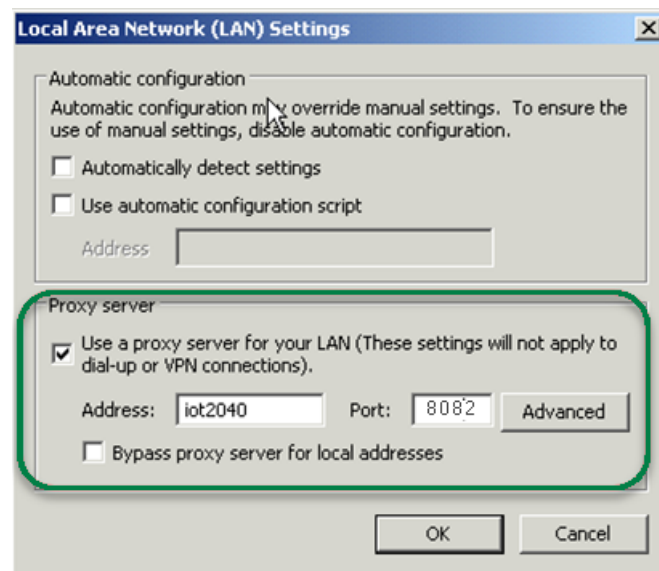 Local Area Network (LAN) Settings
Automatic configuration
Automatic configuration may override manual settings. To ensure the
use of manual settings, disable automatic configuration.
Automatically detect settings
Use automatic configuration script
Address
Proxy server
Use a proxy server for your LAN (These settings will not apply to
dial-up or VPN connections).
Address: iot2040 Port: 8082 Advanced
Bypass proxy server for local addresses
OK Cancel